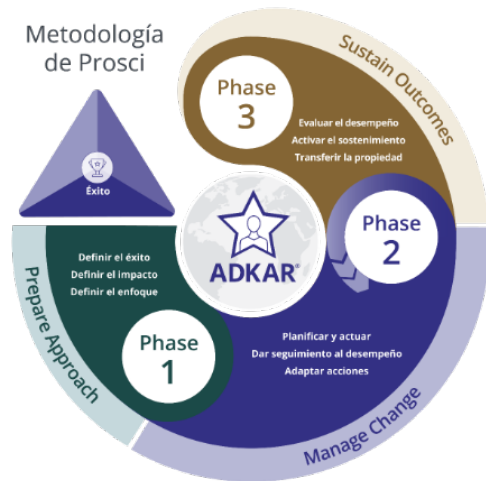 Metodología
de Prosci
Éxito
Sustain Outcomes
Phase
3
Evaluar el desempeño
Activar el sostenimiento
Transferir la propiedad
Phase
2
ADKAR®
Definir el éxito
Definir el impacto
Definir el enfoque
Prepare Approach
Phase
1
Planificar y actuar
Dar seguimiento al desempeño
Adaptar acciones
Manage Change